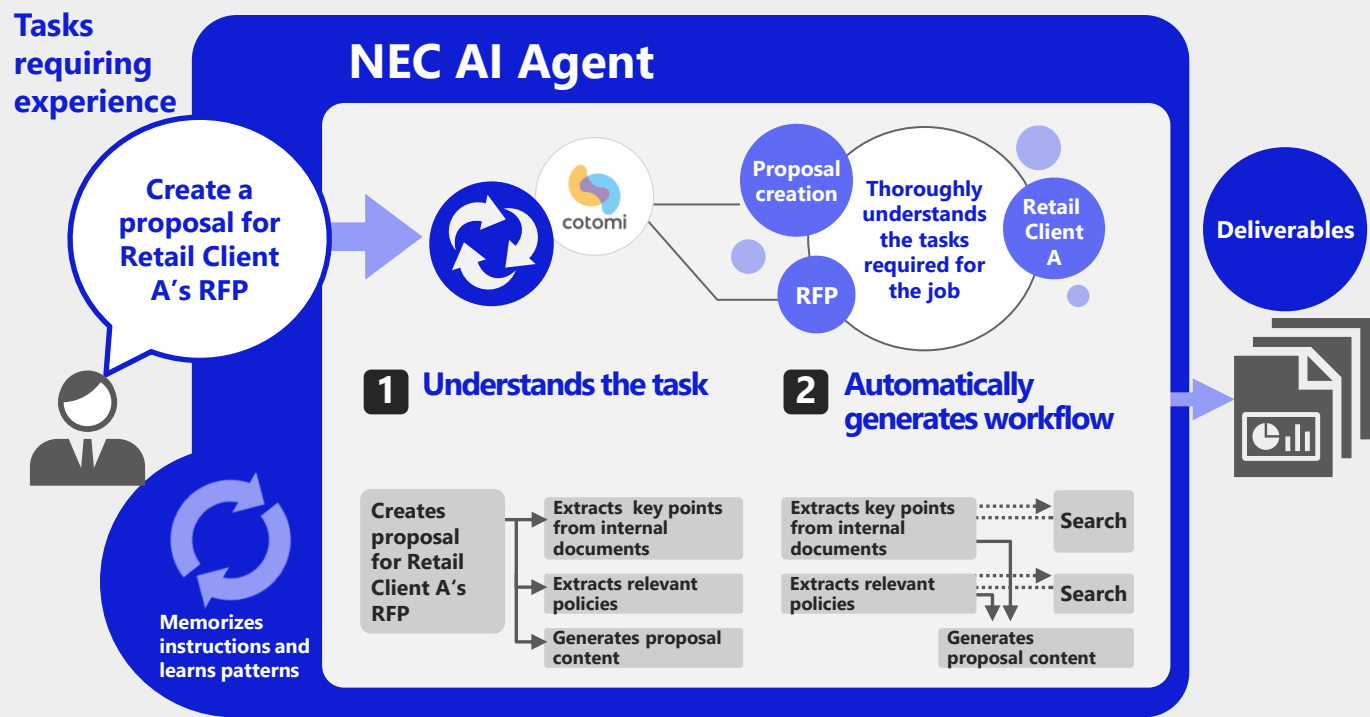 Tasks
requiring
experience
NEC AI Agent
Create a
proposal for
Retail Client
A’s RFP
cotomi
Proposal
creation
RFP
Thoroughly
understands
the tasks
required for
the job
Retail
Client
A
Deliverables
1 Understands the task
2 Automatically
generates workflow
Creates
proposal
for Retail
Client A‘s
RFP
Extracts key points
from internal
documents
Extracts relevant
policies
Generates proposal
content
Extracts key points
from internal
documents
Search
Extracts relevant
policies
Search
Generates
proposal content
Memorizes
instructions and
learns patterns